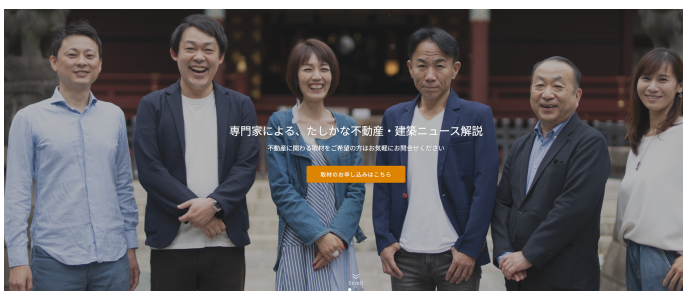 専門家による、たしかな不動産・建築ニュース解説
不動産に関わる取材をご希望の方はお気軽にお問合せください
取材のお申し込みはこちら
Scroll